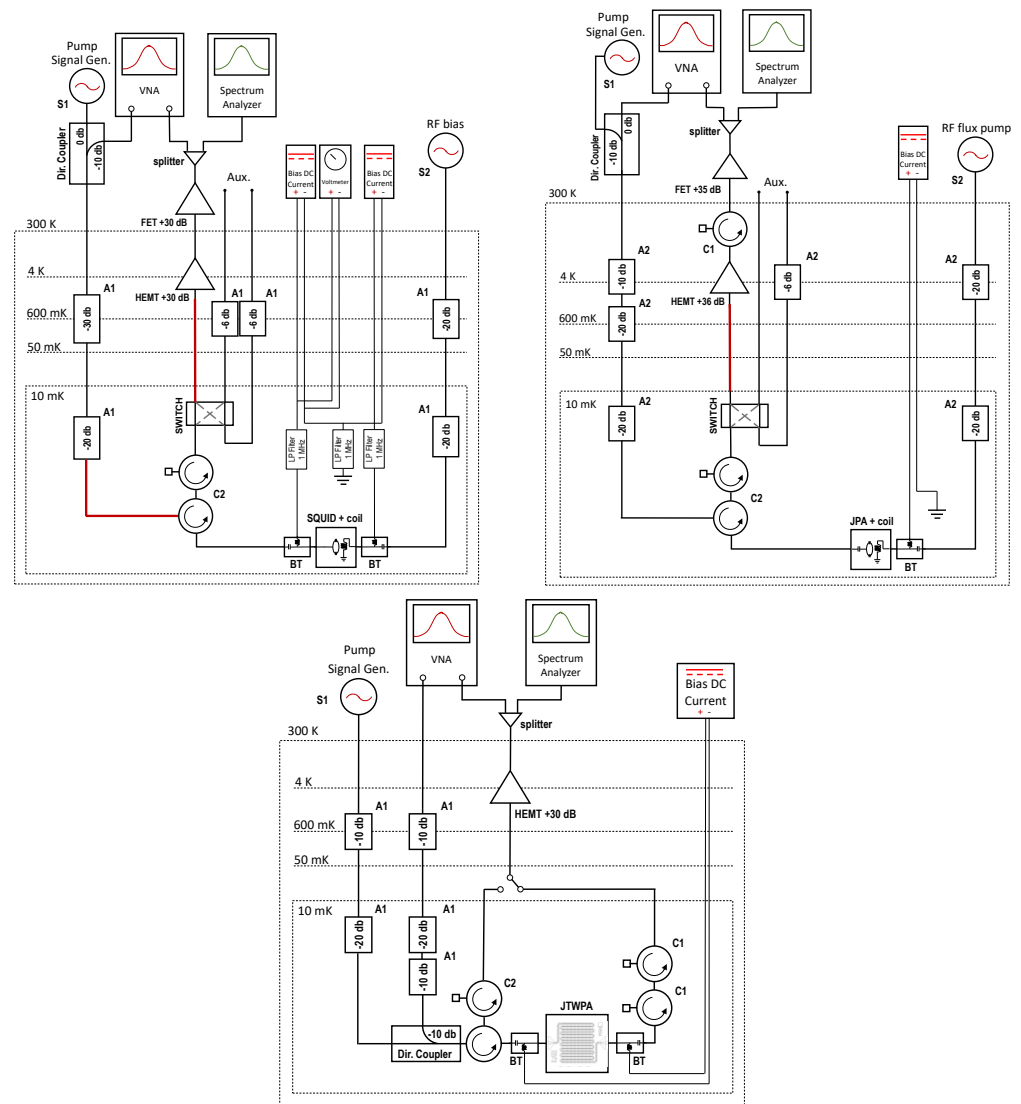 Pump
Signal Gen.
S1
VNA
Spectrum
Analyzer
Dir. Coupler
0 db
-10 db
splitter
FET +30 dB
Aux.
Bias DC
Current
+ -
Voltmeter
+ -
Bias DC
Current
+ -
RF bias
S2
300 K
4 K
HEMT +30 dB
A1
-30 db
A1
-6 db
A1
-6 db
A1
-20 db
600 mK
50 mK
10 mK
A1
-20 db
SWITCH
LP Filter
1 MHz
LP Filter
1 MHz
LP Filter
1 MHz
A1
-20 db
C2
SQUID + coil
BT
BT
Pump
Signal Gen.
S1
VNA
Spectrum
Analyzer
Dir. Coupler
0 db
-10 db
splitter
FET +35 dB
Aux.
Bias DC
Current
+ -
RF flux pump
S2
300 K
C1
4 K
A2
-10 db
HEMT +36 dB
A2
-6 db
A2
-20 db
600 mK
A2
-20 db
50 mK
10 mK
A2
-20 db
SWITCH
A2
-20 db
C2
JPA + coil
BT
Pump
Signal Gen.
S1
VNA
Spectrum
Analyzer
splitter
Bias DC
Current
+ -
300 K
4 K
HEMT +30 dB
A1
-10 db
A1
-10 db
600 mK
50 mK
10 mK
A1
-20 db
A1
-20 db
A1
-10 db
C2
C1
C1
JTWPA
-10 db
Dir. Coupler
BT
BT